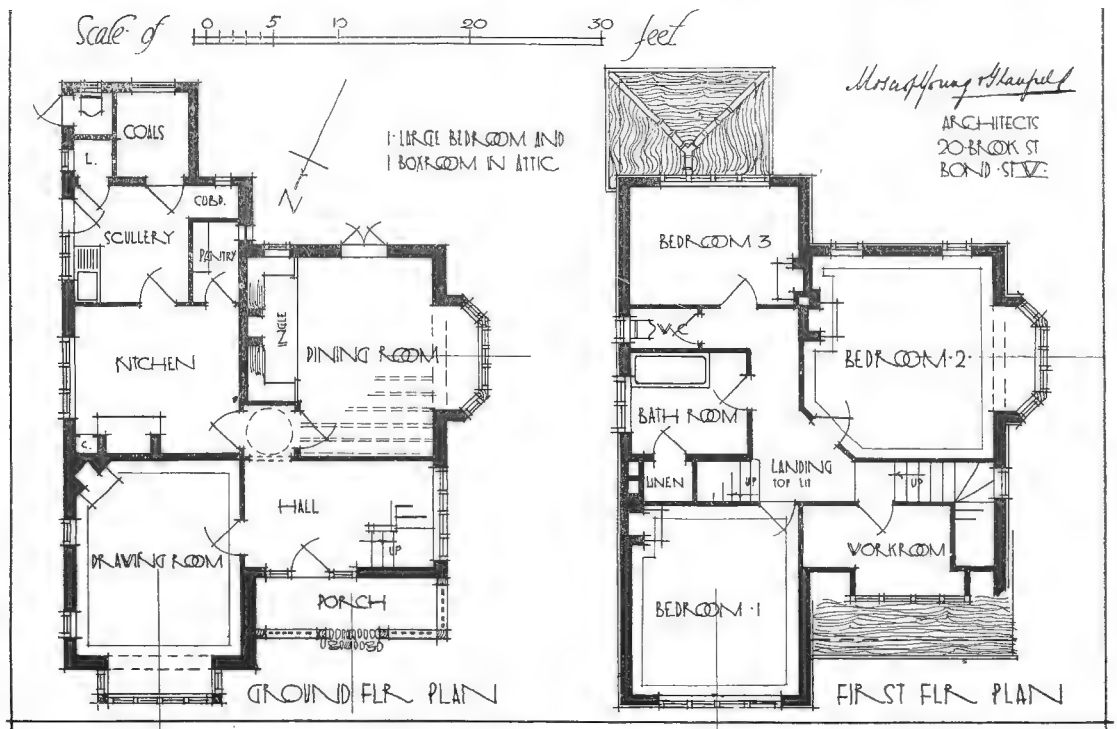 Scale of 0 5 10 20 30 feet
ARCHITECTS
20·BROOK ST
BOND·ST W.
1·LARGE BEDROOM AND
1 BOXROOM IN ATTIC
N
COALS
L.
CUBD.
SCULLERY
PANTRY
KITCHEN
INGLE
DINING ROOM
C.
HALL
UP
DRAWING ROOM
PORCH
GROUND FLR PLAN
BEDROOM 3
W.C
BEDROOM·2·
BATH ROOM
LINEN
UP
LANDING
TOP LIT
UP
WORKROOM
BEDROOM·1
FIRST FLR PLAN